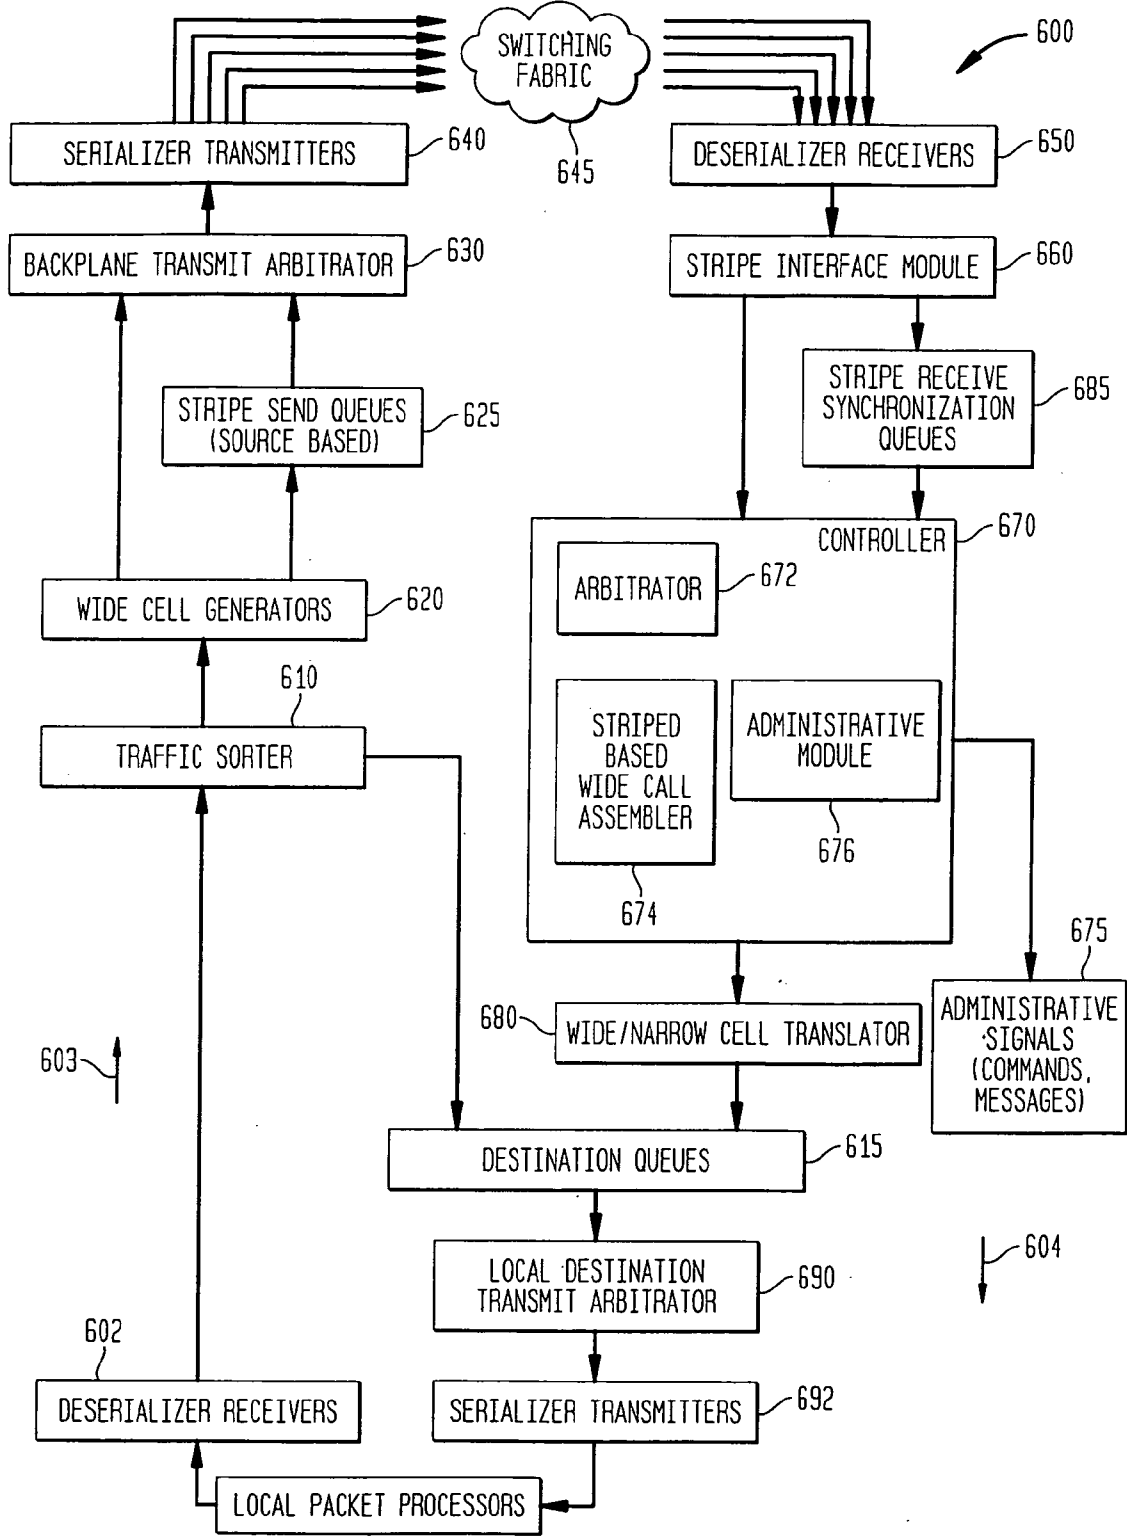 SWITCHING
FABRIC
645
600
SERIALIZER TRANSMITTERS
640
DESERIALIZER RECEIVERS
650
BACKPLANE TRANSMIT ARBITRATOR
630
STRIPE INTERFACE MODULE
660
STRIPE SEND QUEUES
(SOURCE BASED)
625
STRIPE RECEIVE
SYNCHRONIZATION
QUEUES
685
CONTROLLER
670
ARBITRATOR
672
WIDE CELL GENERATORS
620
610
TRAFFIC SORTER
STRIPED
BASED
WIDE CALL
ASSEMBLER
674
ADMINISTRATIVE
MODULE
676
675
ADMINISTRATIVE
SIGNALS
(COMMANDS,
MESSAGES)
680
WIDE/NARROW CELL TRANSLATOR
603
DESTINATION QUEUES
615
604
LOCAL DESTINATION
TRANSMIT ARBITRATOR
690
602
DESERIALIZER RECEIVERS
SERIALIZER TRANSMITTERS
692
LOCAL PACKET PROCESSORS